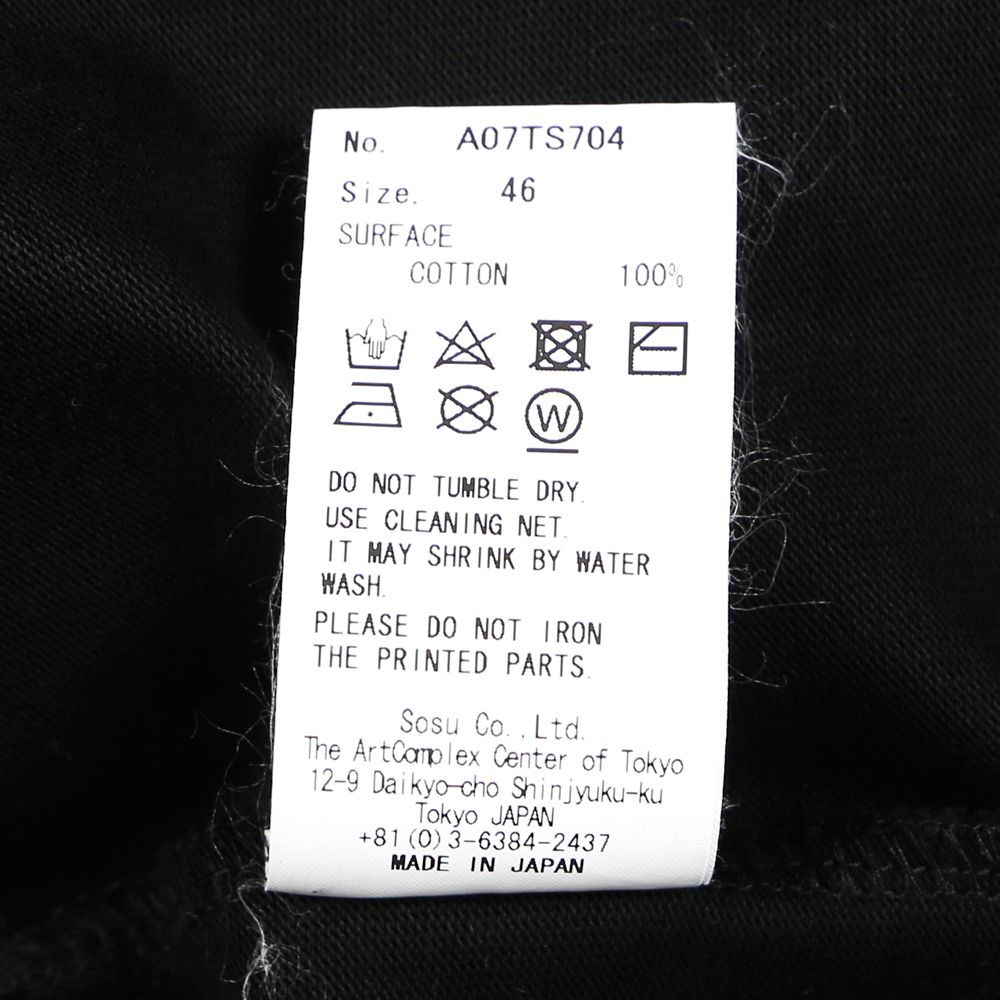 No. A07TS704
Size. 46
SURFACE
COTTON 100%
W
DO NOT TUMBLE DRY.
USE CLEANING NET.
IT MAY SHRINK BY WATER
WASH.
PLEASE DO NOT IRON
THE PRINTED PARTS.
Sosu Co.,Ltd.
The ArtComplex Center of Tokyo
12-9 Daikyo-cho Shinjyuku-ku
Tokyo JAPAN
+81(0)3-6384-2437
MADE IN JAPAN